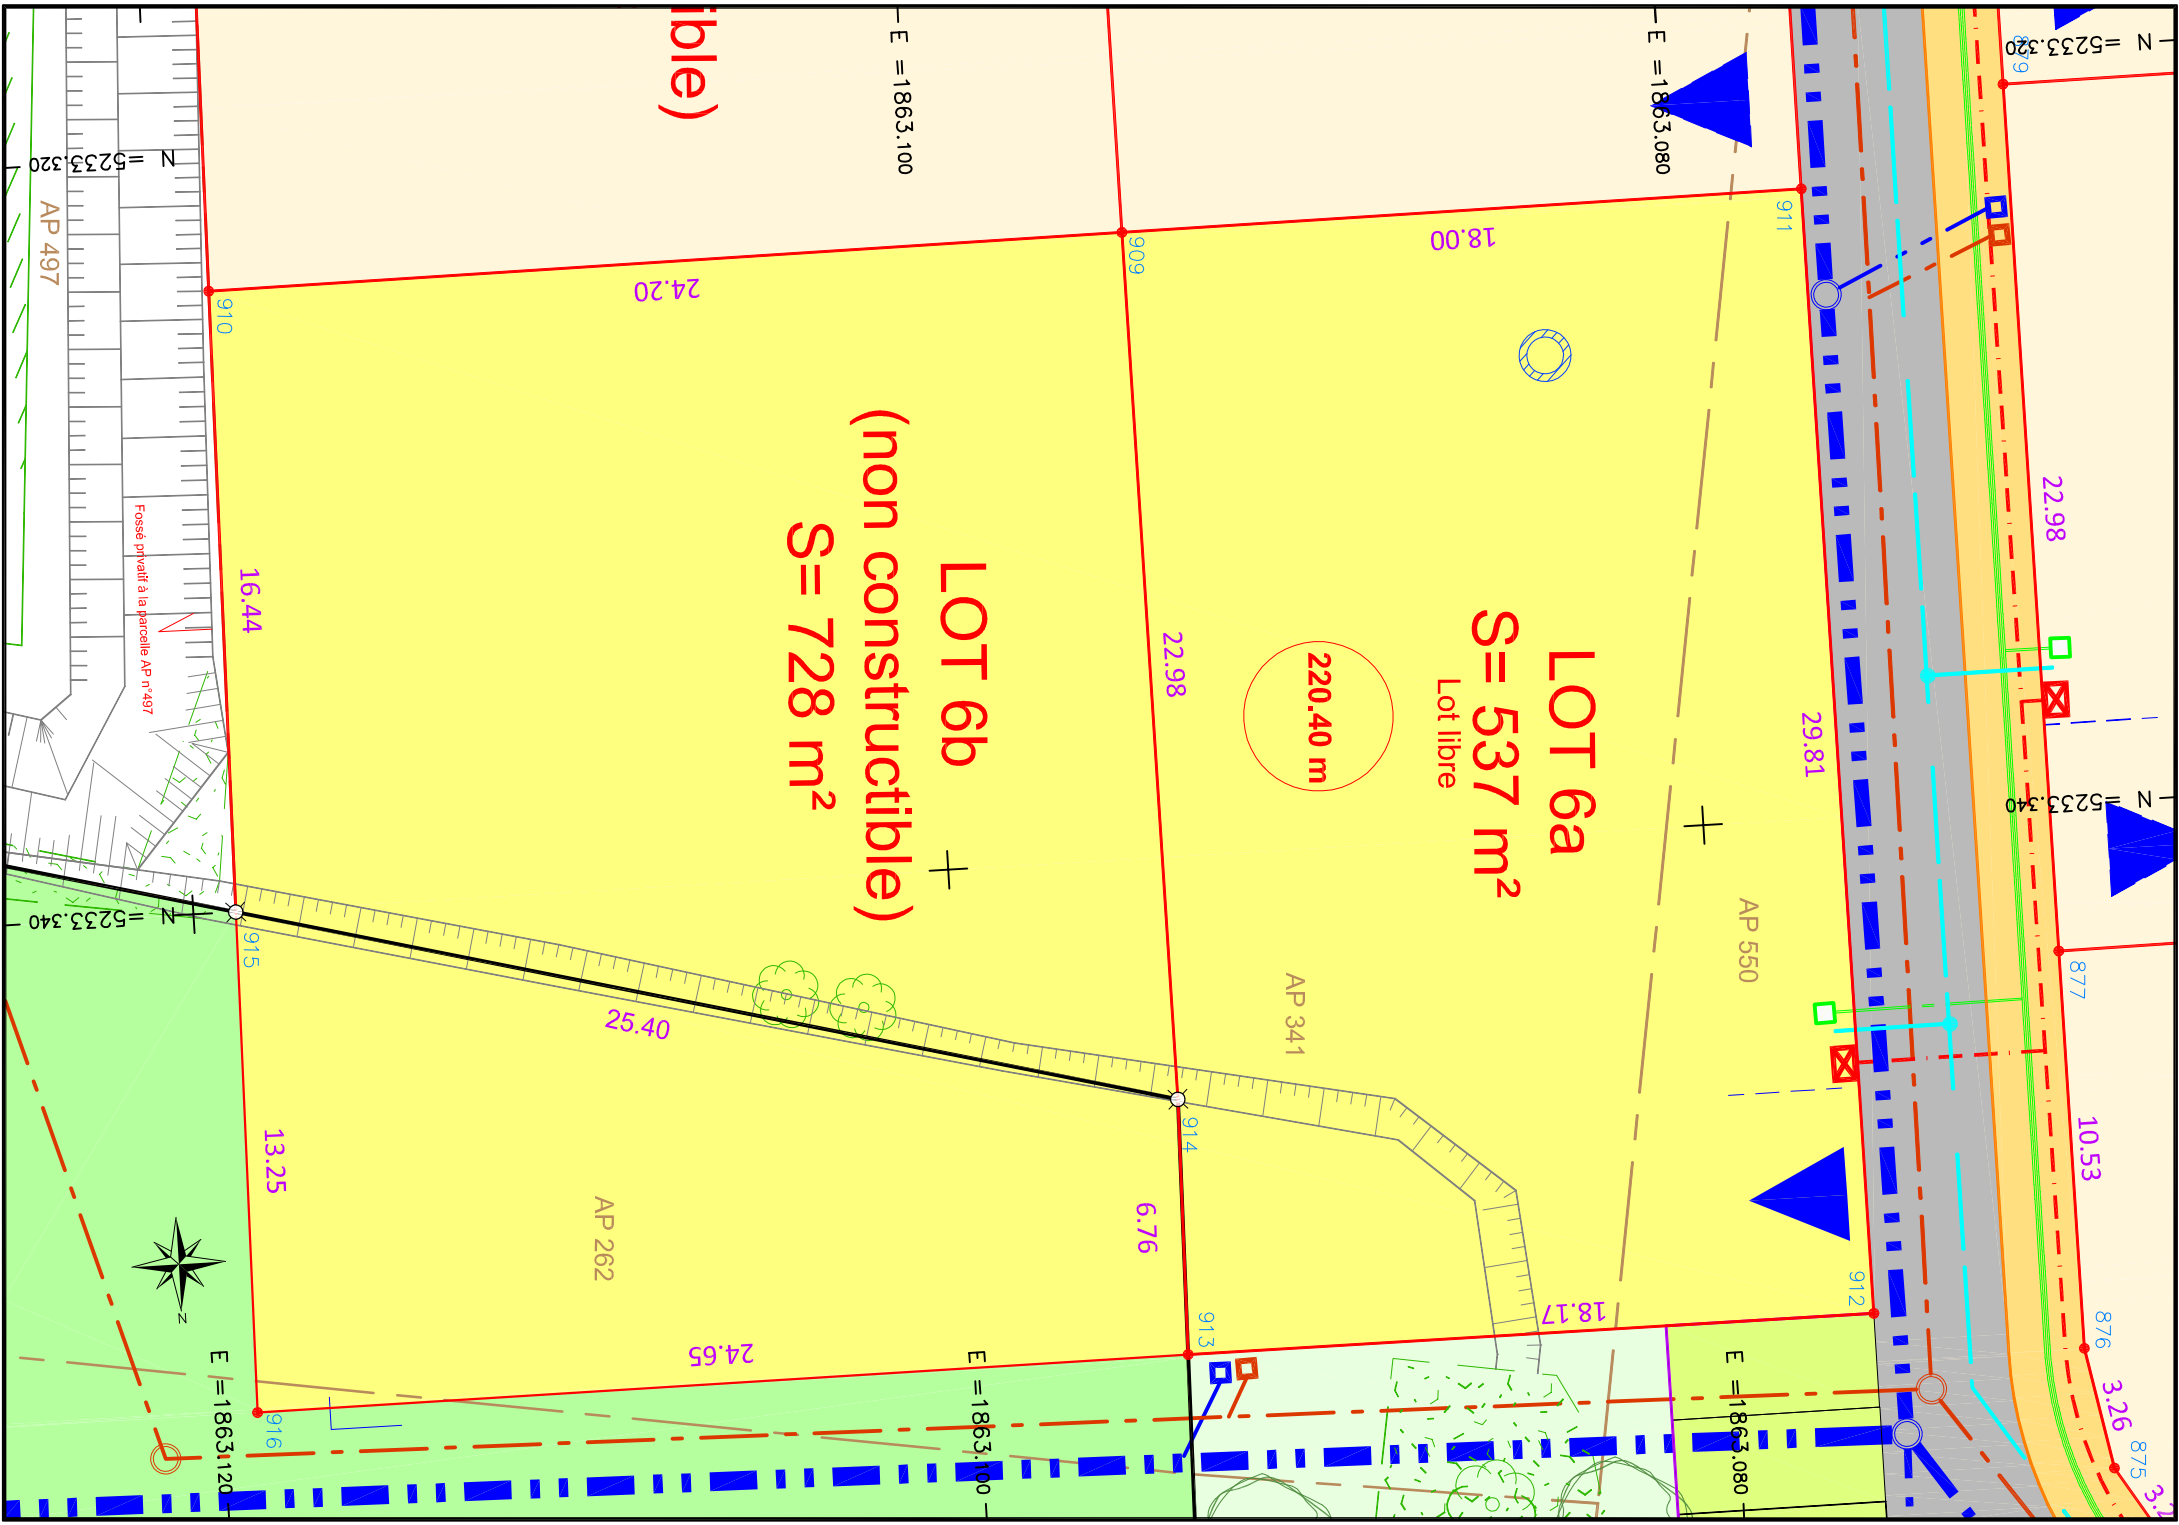 ible)
E =1863.100
E =1863.080
N =5233.320
879
N =5233.320
AP 497
911
909
18.00
24.20
910
22.98
Fossé privatif à la parcelle AP n°497
16.44
LOT 6b
(non constructible)
S= 728 m²
22.98
220.40 m
LOT 6a
S= 537 m²
Lot libre
29.81
N =5233.340
N =5233.340
915
25.40
AP 341
AP 550
877
914
10.53
13.25
AP 262
6.76
N
912
913
18.17
24.65
876
916
E =1863.120
E =1863.100
E =1863.080
3.26
875